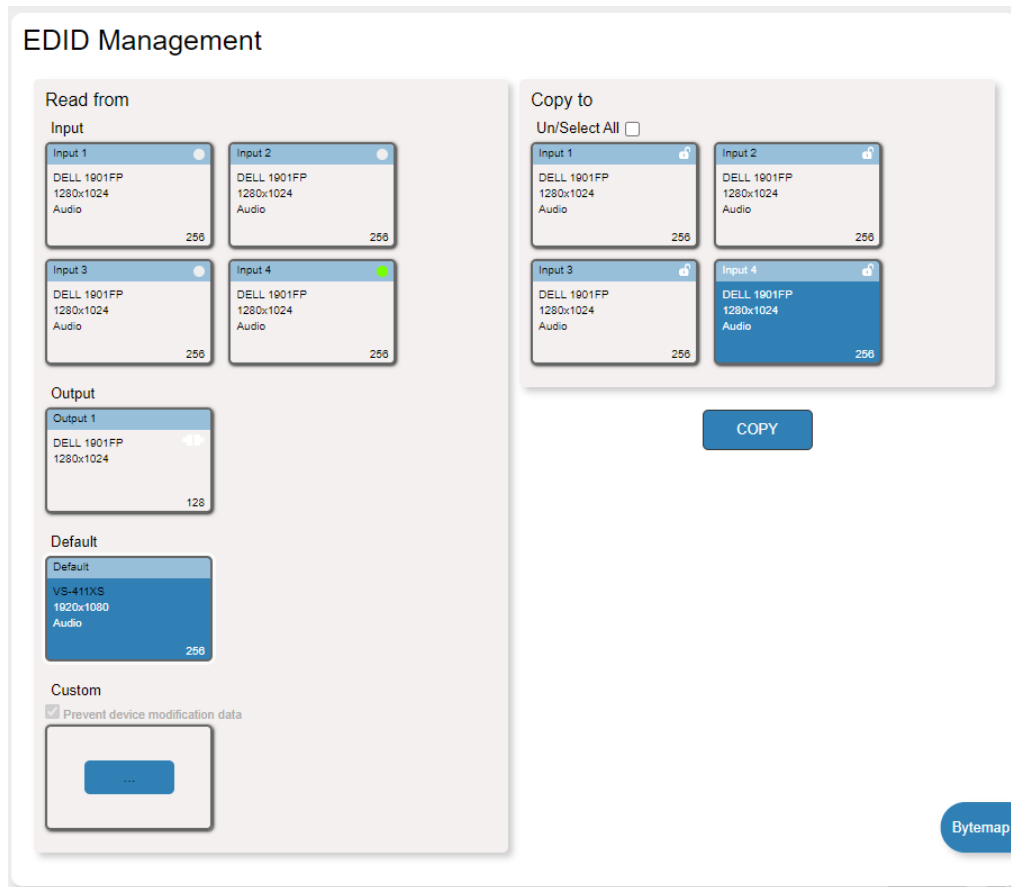 EDID Management
Read from
Input
Input 1
DELL 1901FP
1280x1024
Audio
256
Input 2
DELL 1901FP
1280x1024
Audio
256
Input 3
DELL 1901FP
1280x1024
Audio
256
Input 4
DELL 1901FP
1280x1024
Audio
256
Output
Output 1
DELL 1901FP
1280x1024
128
Default
Default
VS-411XS
1920x1080
Audio
256
Custom
Prevent device modification data
...
Copy to
Un/Select All
Input 1
DELL 1901FP
1280x1024
Audio
256
Input 2
DELL 1901FP
1280x1024
Audio
256
Input 3
DELL 1901FP
1280x1024
Audio
256
Input 4
DELL 1901FP
1280x1024
Audio
256
COPY
Bytemap